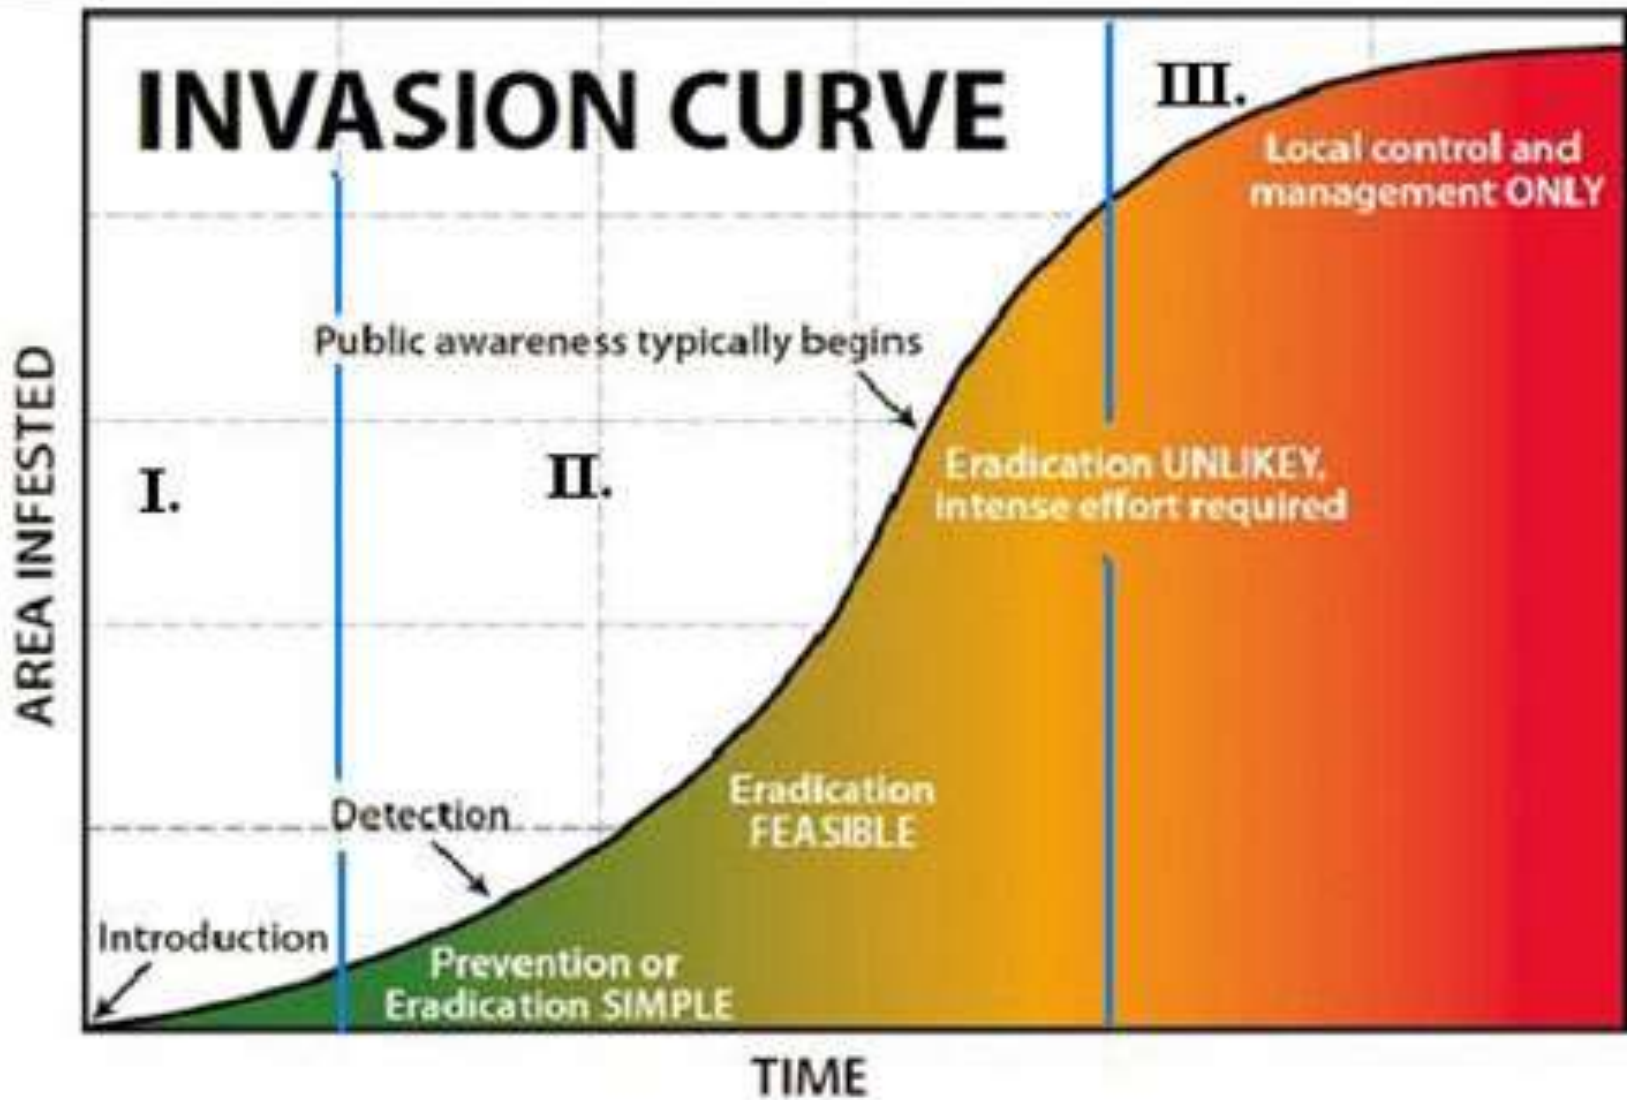 INVASION CURVE
III.
Local control and
management ONLY
Public awareness typically begins
I.
II.
Eradication UNLIKEY,
intense effort required
Detection
Eradication
FEASIBLE
Introduction
Prevention or
Eradication SIMPLE
AREA INFESTED
TIME